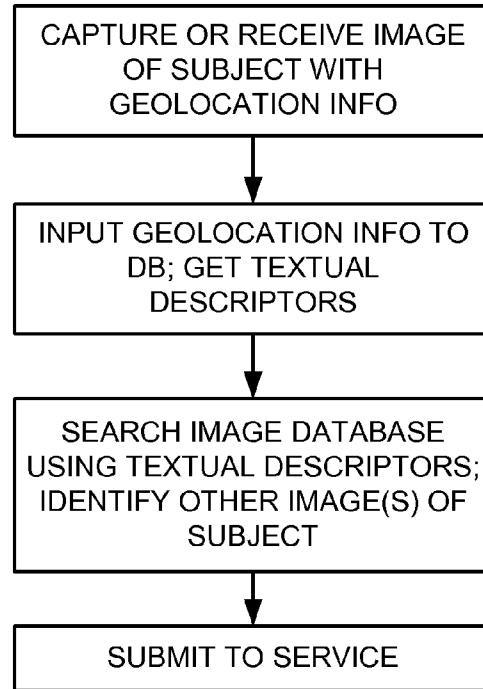 CAPTURE OR RECEIVE IMAGE
OF SUBJECT WITH
GEOLOCATION INFO
INPUT GEOLOCATION INFO TO
DB; GET TEXTUAL
DESCRIPTORS
SEARCH IMAGE DATABASE
USING TEXTUAL DESCRIPTORS;
IDENTIFY OTHER IMAGE(S) OF
SUBJECT
SUBMIT TO SERVICE